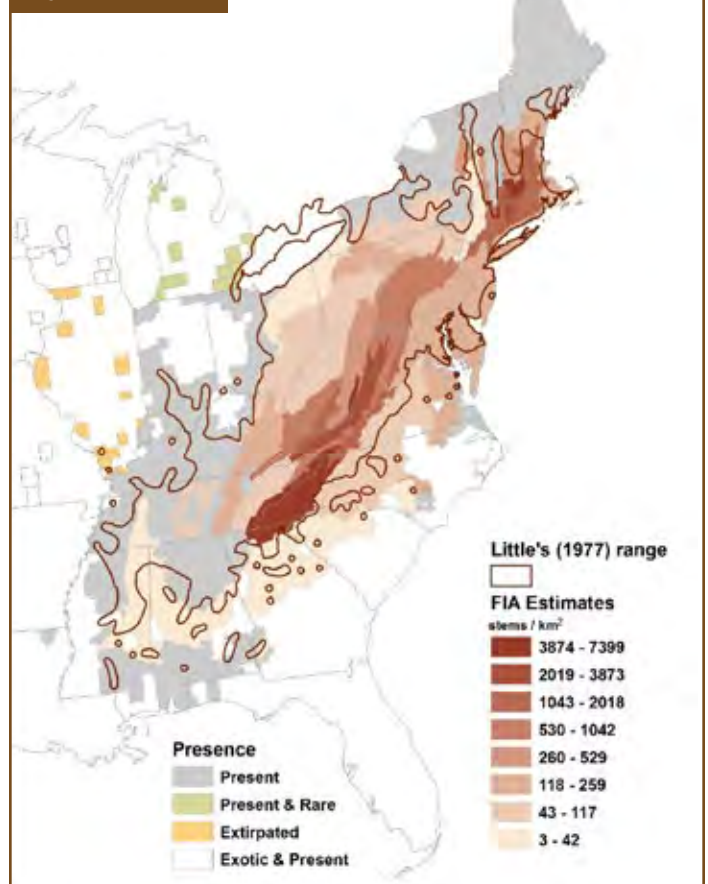 Little's (1977) range
FIA Estimates
stems / km²
3874 - 7399
2019 - 3873
1043 - 2018
530 - 1042
260 - 529
118 - 259
43 - 117
3 - 42
Presence
Present
Present & Rare
Extirpated
Exotic & Present